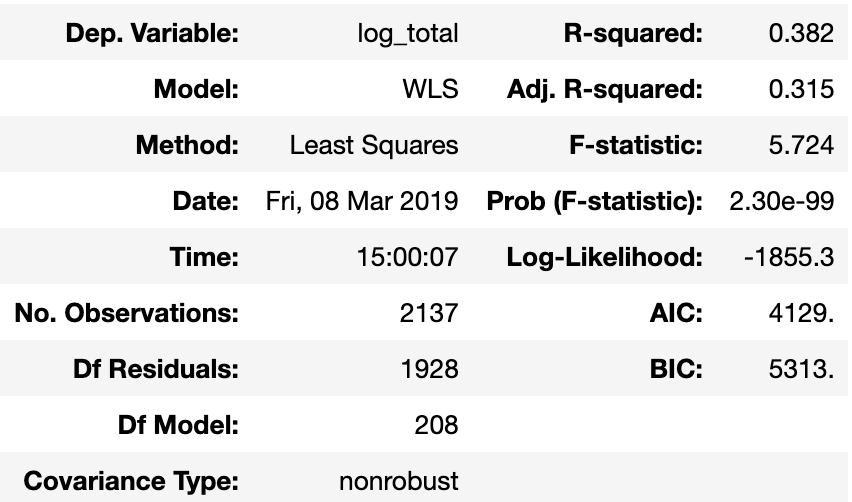 Dep. Variable: log_total R-squared: 0.382
Model: WLS Adj. R-squared: 0.315
Method: Least Squares F-statistic: 5.724
Date: Fri, 08 Mar 2019 Prob (F-statistic): 2.30e-99
Time: 15:00:07 Log-Likelihood: -1855.3
No. Observations: 2137 AIC: 4129.
Df Residuals: 1928 BIC: 5313.
Df Model: 208
Covariance Type: nonrobust